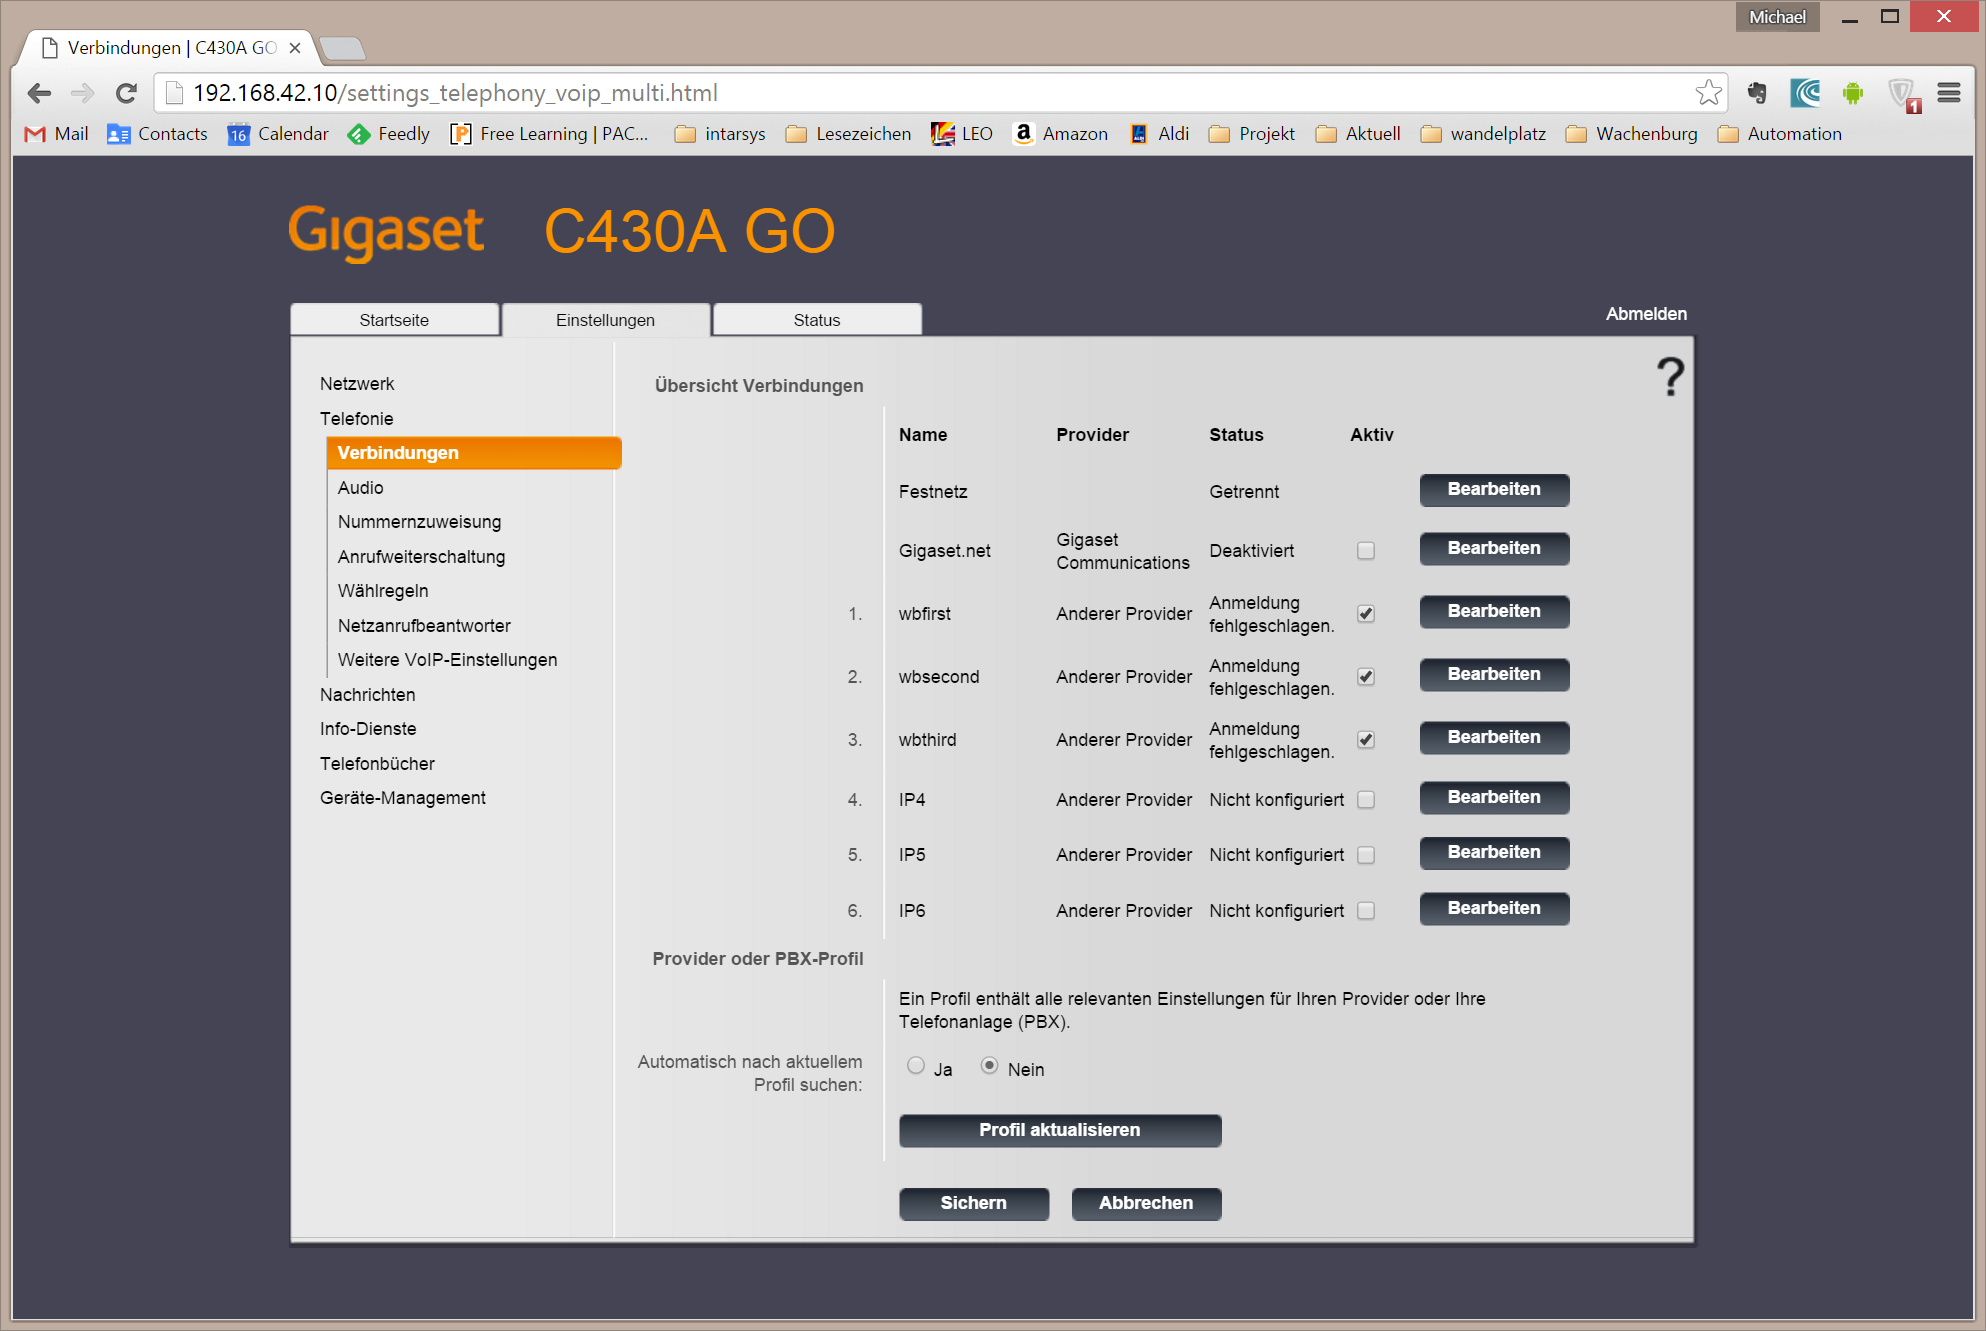 Michael
Verbindungen | C430A GO
192.168.42.10/settings_telephony_voip_multi.html
1
Mail Contacts 16 Calendar Feedly Free Learning | PAC... intarsys Lesezeichen LEO Amazon Aldi Projekt Aktuell wandelplatz Wachenburg Automation
Gigaset C430A GO
Startseite Einstellungen Status Abmelden
?
Netzwerk
Telefonie
Verbindungen
Audio
Nummernzuweisung
Anrufweiterschaltung
Wählregeln
Netzanrufbeantworter
Weitere VoIP-Einstellungen
Nachrichten
Info-Dienste
Telefonbücher
Geräte-Management
Übersicht Verbindungen
Name Provider Status Aktiv
Festnetz Getrennt Bearbeiten
Gigaset.net Gigaset Communications Deaktiviert Bearbeiten
1. wbfirst Anderer Provider Anmeldung fehlgeschlagen. Bearbeiten
2. wbsecond Anderer Provider Anmeldung fehlgeschlagen. Bearbeiten
3. wbthird Anderer Provider Anmeldung fehlgeschlagen. Bearbeiten
4. IP4 Anderer Provider Nicht konfiguriert Bearbeiten
5. IP5 Anderer Provider Nicht konfiguriert Bearbeiten
6. IP6 Anderer Provider Nicht konfiguriert Bearbeiten
Provider oder PBX-Profil
Ein Profil enthält alle relevanten Einstellungen für Ihren Provider oder Ihre
Telefonanlage (PBX).
Automatisch nach aktuellem
Profil suchen:
Ja Nein
Profil aktualisieren
Sichern Abbrechen